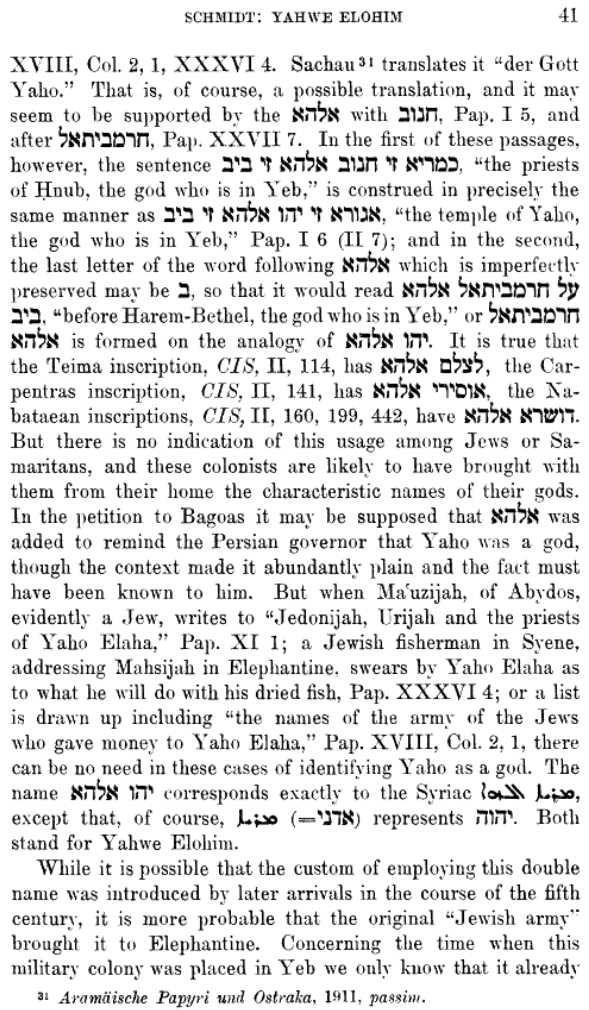 SCHMIDT: YAHWE ELOHIM 41
XVIII, Col. 2, 1, XXXVI 4. Sachau³¹ translates it “der Gott
Yaho.” That is, of course, a possible translation, and it may
seem to be supported by the אלהא with חנוב, Pap. I 5, and
after חרמביתאל, Pap. XXVII 7. In the first of these passages,
however, the sentence כמריא זי חנוב אלהא זי ביב, “the priests
of Ḥnub, the god who is in Yeb,” is construed in precisely the
same manner as אגורא זי יהו אלהא זי ביב, “the temple of Yaho,
the god who is in Yeb,” Pap. I 6 (II 7); and in the second,
the last letter of the word following אלהא which is imperfectly
preserved may be ב, so that it would read על חרמביתאל אלהא
ביב, “before Harem-Bethel, the god who is in Yeb,” or חרמביתאל
אלהא is formed on the analogy of יהו אלהא. It is true that
the Teima inscription, CIS, II, 114, has לצלם אלהא, the Car-
pentras inscription, CIS, II, 141, has אוסירי אלהא, the Na-
bataean inscriptions, CIS, II, 160, 199, 442, have דושרא אלהא.
But there is no indication of this usage among Jews or Sa-
maritans, and these colonists are likely to have brought with
them from their home the characteristic names of their gods.
In the petition to Bagoas it may be supposed that אלהא was
added to remind the Persian governor that Yaho was a god,
though the context made it abundantly plain and the fact must
have been known to him. But when Maʿuzijah, of Abydos,
evidently a Jew, writes to “Jedonijah, Urijah and the priests
of Yaho Elaha,” Pap. XI 1; a Jewish fisherman in Syene,
addressing Mahsijah in Elephantine, swears by Yaho Elaha as
to what he will do with his dried fish, Pap. XXXVI 4; or a list
is drawn up including “the names of the army of the Jews
who gave money to Yaho Elaha,” Pap. XVIII, Col. 2, 1, there
can be no need in these cases of identifying Yaho as a god. The
name יהו אלהא corresponds exactly to the Syriac ܡܪܝܐ ܐܠܗܐ,
except that, of course, ܡܪܝܐ (=אדני) represents יהוה. Both
stand for Yahwe Elohim.
While it is possible that the custom of employing this double
name was introduced by later arrivals in the course of the fifth
century, it is more probable that the original “Jewish army”
brought it to Elephantine. Concerning the time when this
military colony was placed in Yeb we only know that it already
³¹ Aramäische Papyri und Ostraka, 1911, passim.